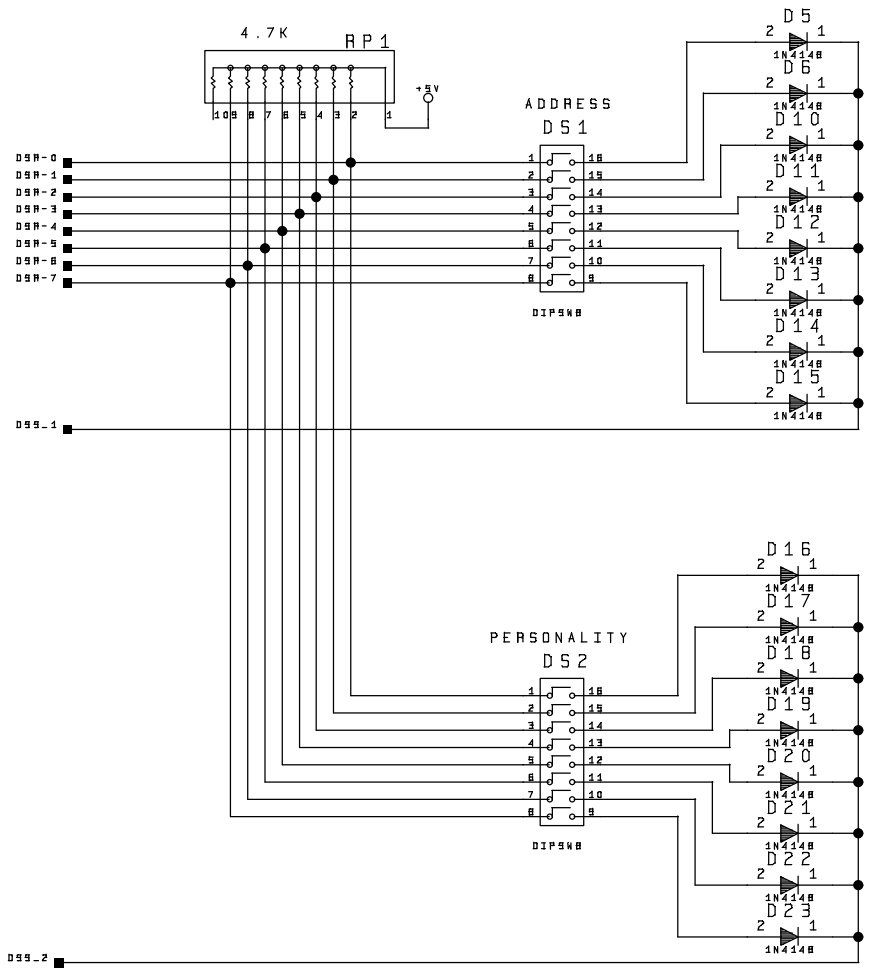 4.7K
RP1
+5V
10 9 8 7 6 5 4 3 2 1
ADDRESS
DS1
DSA-0
DSA-1
DSA-2
DSA-3
DSA-4
DSA-5
DSA-6
DSA-7
1 16
2 15
3 14
4 13
5 12
6 11
7 10
8 9
DIPSW8
D5
2 1
1N4148
D6
2 1
1N4148
D10
2 1
1N4148
D11
2 1
1N4148
D12
2 1
1N4148
D13
2 1
1N4148
D14
2 1
1N4148
D15
2 1
1N4148
DSS_1
PERSONALITY
DS2
1 16
2 15
3 14
4 13
5 12
6 11
7 10
8 9
DIPSW8
D16
2 1
1N4148
D17
2 1
1N4148
D18
2 1
1N4148
D19
2 1
1N4148
D20
2 1
1N4148
D21
2 1
1N4148
D22
2 1
1N4148
D23
2 1
1N4148
DSS_2